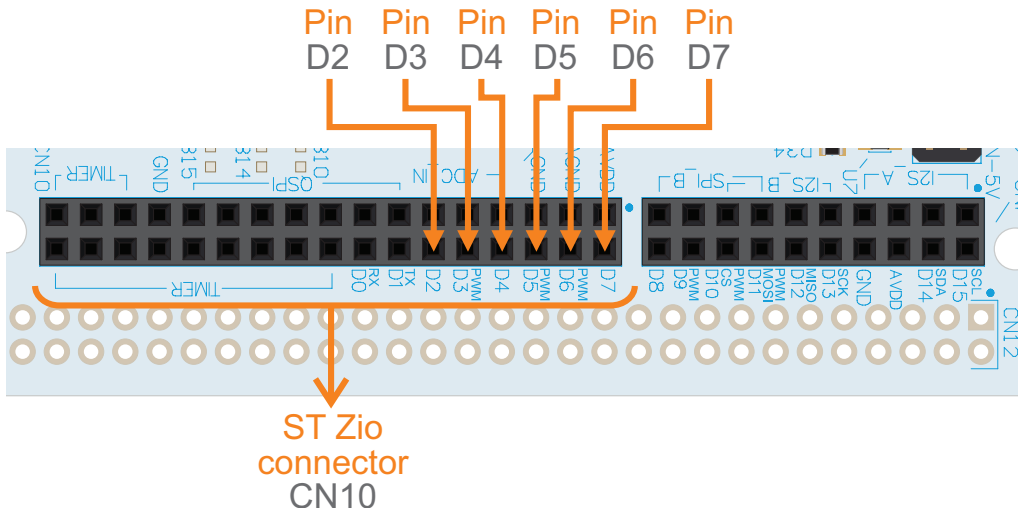 Pin Pin Pin Pin Pin Pin
D2 D3 D4 D5 D6 D7
CN10
TIMER
GND
B15
B14
B10
QSPI
ADC IN
AGND
AVDD
D34
SPI_B
I2S_B
U7
I2S_A
-5V
TIMER
D0 RX
D1 TX
D2
D3 PWM
D4
D5 PWM
D6 PWM
D7
D8
D9 PWM
D10 CS PWM
D11 MOSI PWM
D12 MISO
D13 SCK
GND
AVDD
D14 SDA
D15 SCL
CN12
ST Zio
connector
CN10